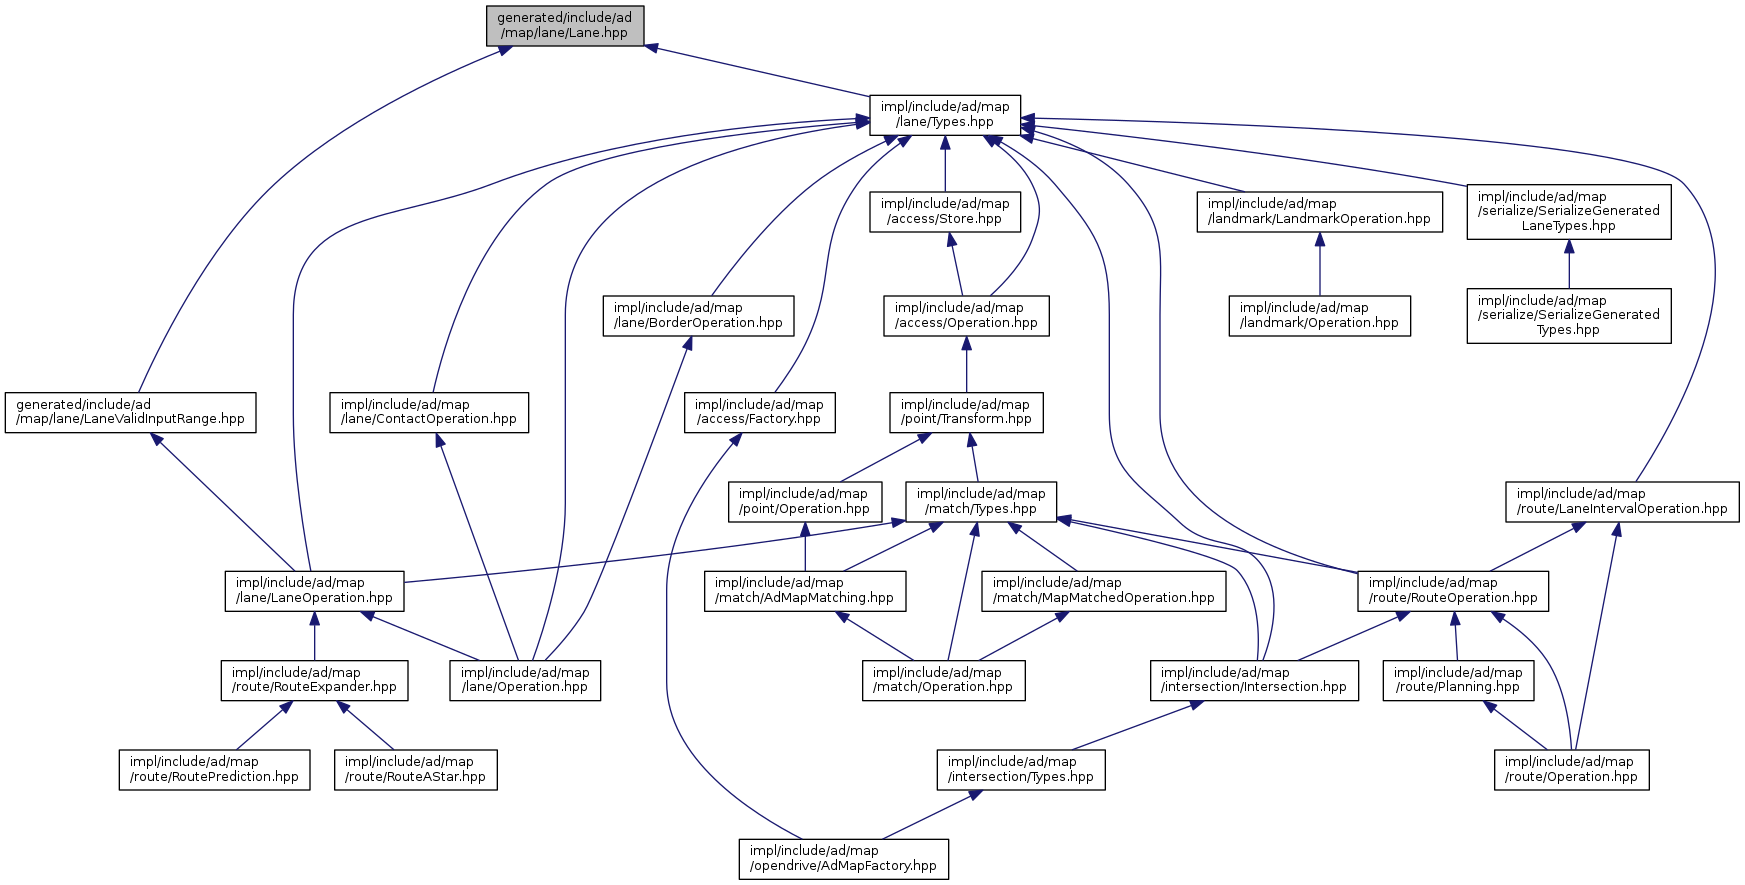 generated/include/ad
/map/lane/Lane.hpp
impl/include/ad/map
/lane/Types.hpp
impl/include/ad/map
/access/Store.hpp
impl/include/ad/map
/landmark/LandmarkOperation.hpp
impl/include/ad/map
/serialize/SerializeGenerated
LaneTypes.hpp
impl/include/ad/map
/lane/BorderOperation.hpp
impl/include/ad/map
/access/Operation.hpp
impl/include/ad/map
/landmark/Operation.hpp
impl/include/ad/map
/serialize/SerializeGenerated
Types.hpp
generated/include/ad
/map/lane/LaneValidInputRange.hpp
impl/include/ad/map
/lane/ContactOperation.hpp
impl/include/ad/map
/access/Factory.hpp
impl/include/ad/map
/point/Transform.hpp
impl/include/ad/map
/point/Operation.hpp
impl/include/ad/map
/match/Types.hpp
impl/include/ad/map
/route/LaneIntervalOperation.hpp
impl/include/ad/map
/lane/LaneOperation.hpp
impl/include/ad/map
/match/AdMapMatching.hpp
impl/include/ad/map
/match/MapMatchedOperation.hpp
impl/include/ad/map
/route/RouteOperation.hpp
impl/include/ad/map
/route/RouteExpander.hpp
impl/include/ad/map
/lane/Operation.hpp
impl/include/ad/map
/match/Operation.hpp
impl/include/ad/map
/intersection/Intersection.hpp
impl/include/ad/map
/route/Planning.hpp
impl/include/ad/map
/route/RoutePrediction.hpp
impl/include/ad/map
/route/RouteAStar.hpp
impl/include/ad/map
/intersection/Types.hpp
impl/include/ad/map
/route/Operation.hpp
impl/include/ad/map
/opendrive/AdMapFactory.hpp